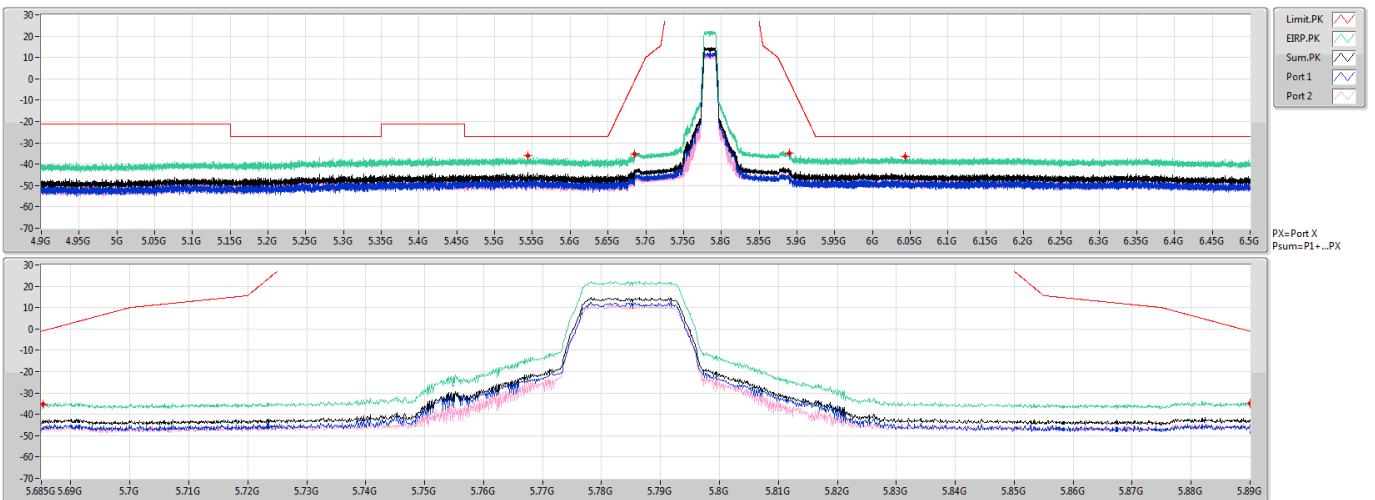 30
20
10
0
-10
-20
-30
-40
-50
-60
-70
4.9G 4.95G 5G 5.05G 5.1G 5.15G 5.2G 5.25G 5.3G 5.35G 5.4G 5.45G 5.5G 5.55G 5.6G 5.65G 5.7G 5.75G 5.8G 5.85G 5.9G 5.95G 6G 6.05G 6.1G 6.15G 6.2G 6.25G 6.3G 6.35G 6.4G 6.45G 6.5G
Limit.PK
EIRP.PK
Sum.PK
Port 1
Port 2
PX=Port X
Psum=P1+...PX
30
20
10
0
-10
-20
-30
-40
-50
-60
-70
5.685G 5.69G 5.7G 5.71G 5.72G 5.73G 5.74G 5.75G 5.76G 5.77G 5.78G 5.79G 5.8G 5.81G 5.82G 5.83G 5.84G 5.85G 5.86G 5.87G 5.88G 5.89G